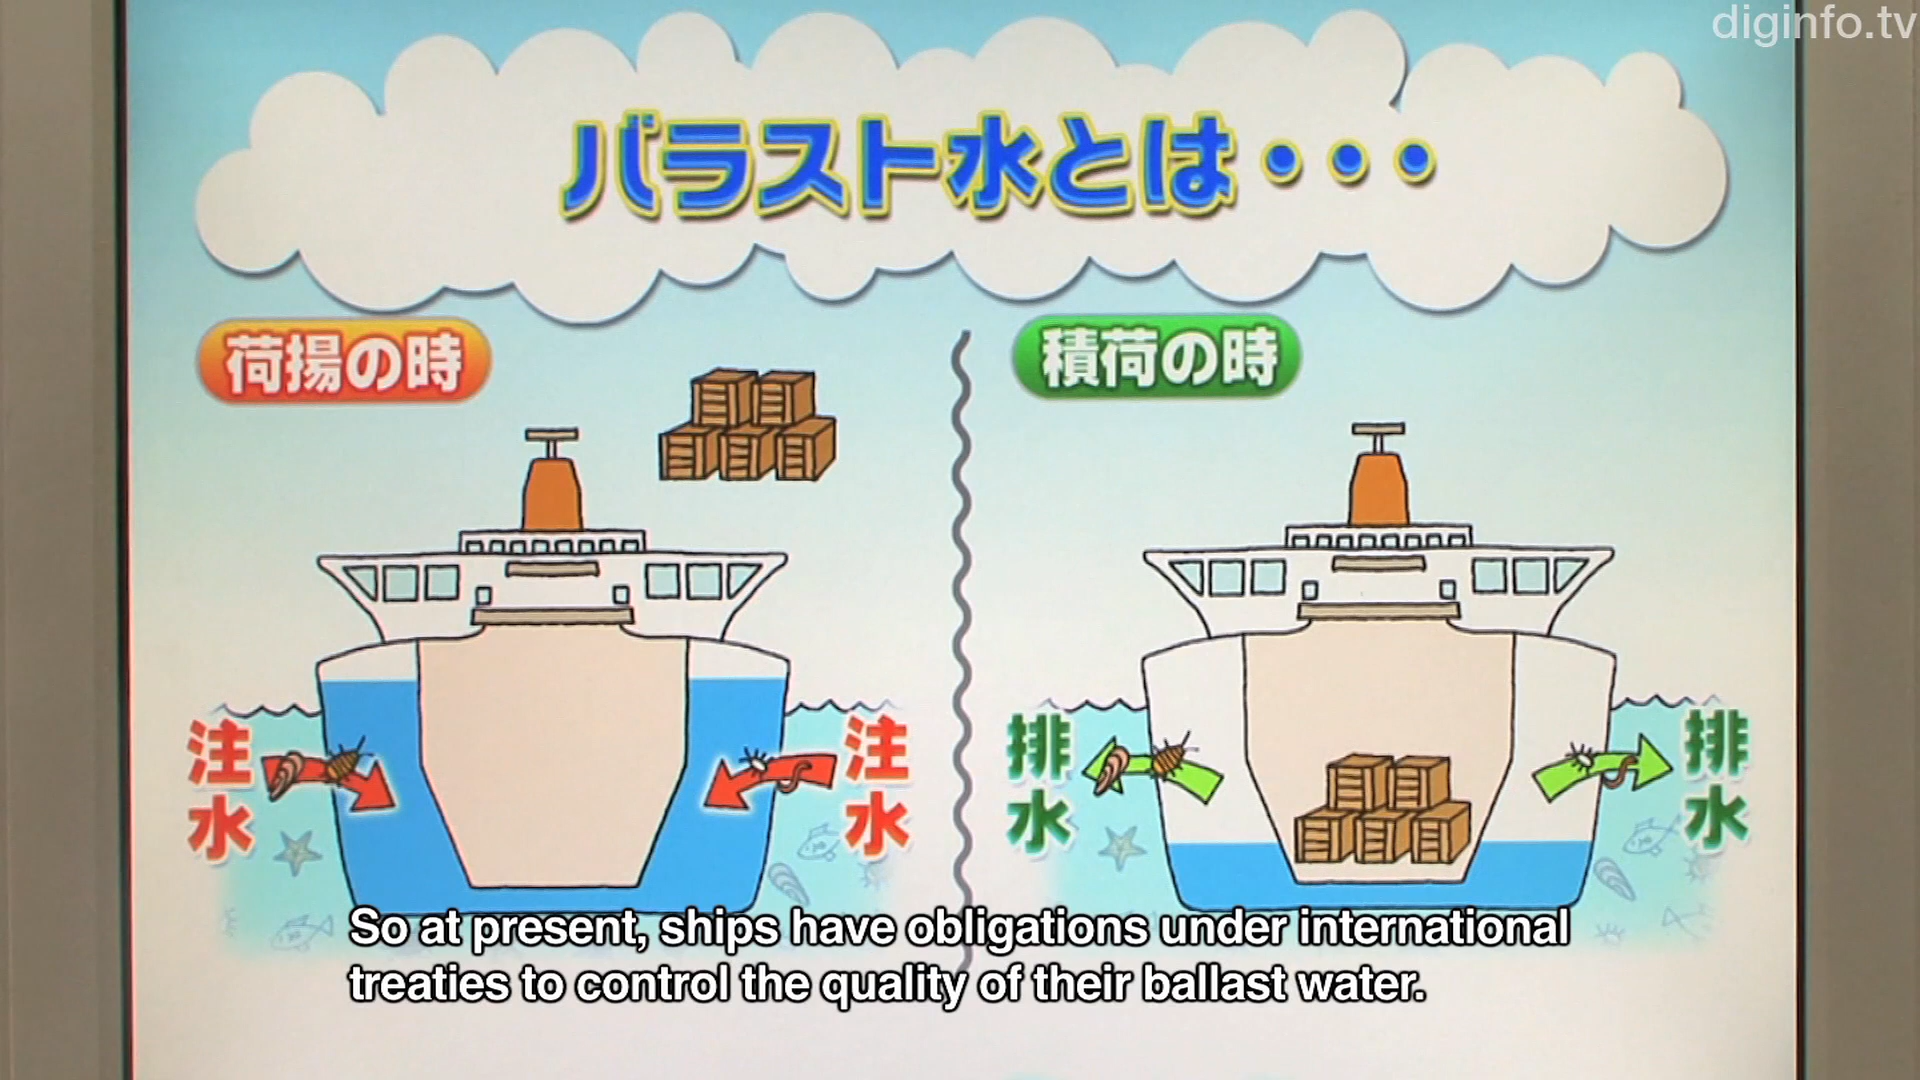 diginfo.tv
バラスト水とは・・・
荷揚の時
積荷の時
注水
注水
排水
排水
So at present, ships have obligations under international
treaties to control the quality of their ballast water.